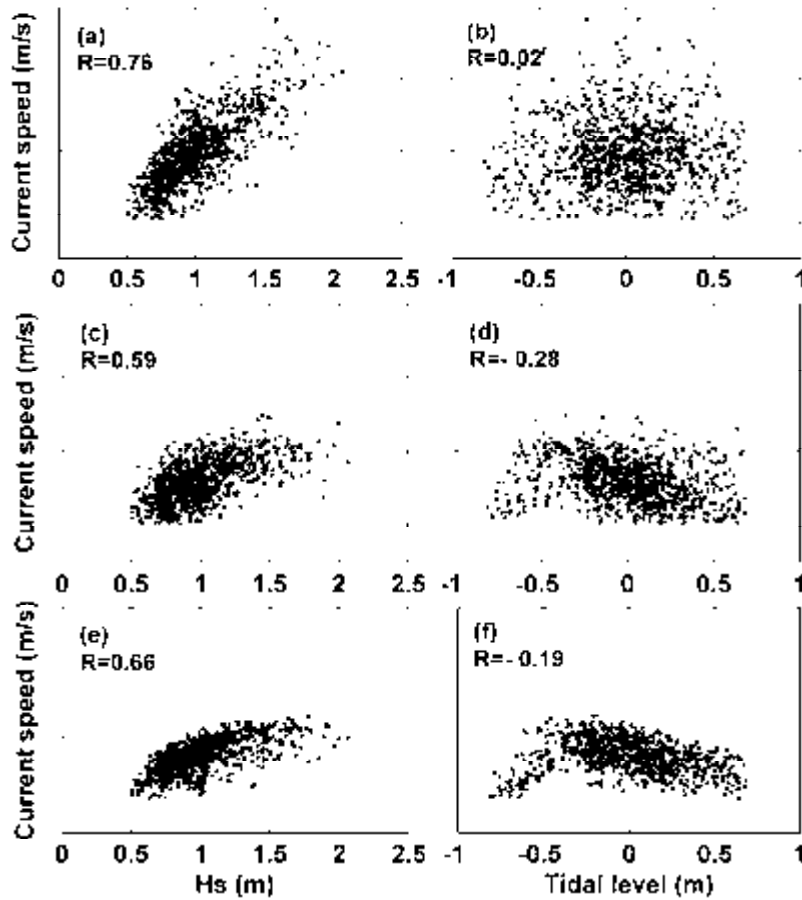 Current speed (m/s)
(a)
R=0.76
(b)
R=0.02
0 0.5 1 1.5 2 2.5
-1 -0.5 0 0.5 1
Current speed (m/s)
(c)
R=0.59
(d)
R=- 0.28
0 0.5 1 1.5 2 2.5
-1 -0.5 0 0.5 1
Current speed (m/s)
(e)
R=0.66
(f)
R=- 0.19
0 0.5 1 1.5 2 2.5
-1 -0.5 0 0.5 1
Hs (m)
Tidal level (m)